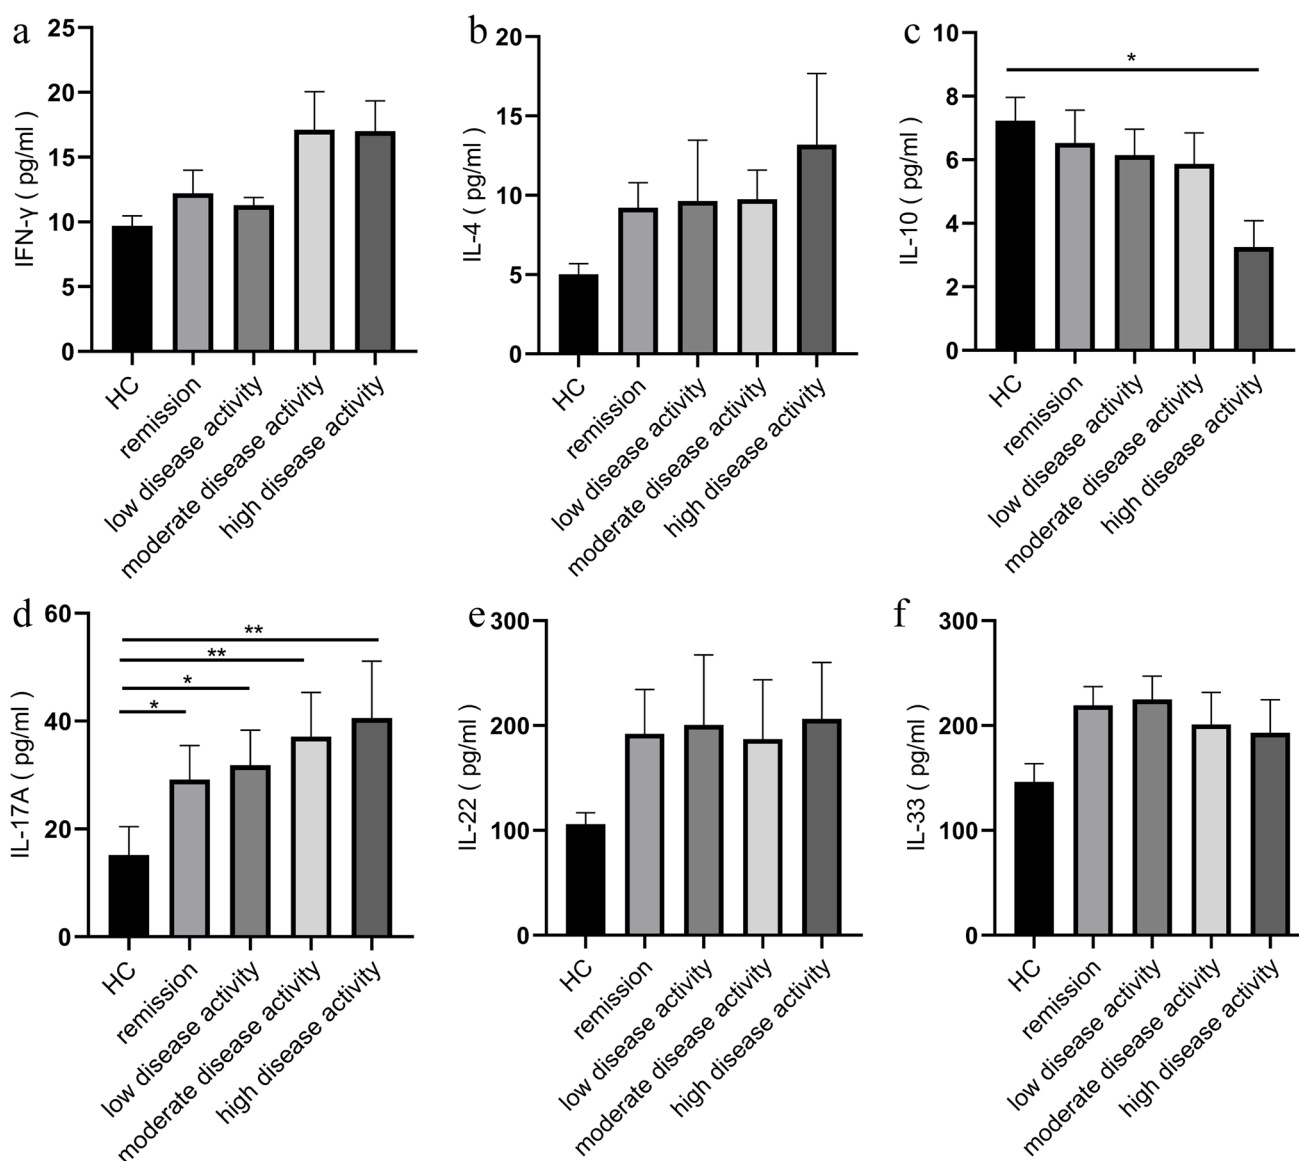 a
IFN-γ ( pg/ml )
25
20
15
10
5
0
HC
remission
low disease activity
moderate disease activity
high disease activity
b
IL-4 ( pg/ml )
20
15
10
5
0
HC
remission
low disease activity
moderate disease activity
high disease activity
c
IL-10 ( pg/ml )
10
8
6
4
2
0
*
HC
remission
low disease activity
moderate disease activity
high disease activity
d
IL-17A ( pg/ml )
60
40
20
0
**
**
*
*
HC
remission
low disease activity
moderate disease activity
high disease activity
e
IL-22 ( pg/ml )
300
200
100
0
HC
remission
low disease activity
moderate disease activity
high disease activity
f
IL-33 ( pg/ml )
300
200
100
0
HC
remission
low disease activity
moderate disease activity
high disease activity